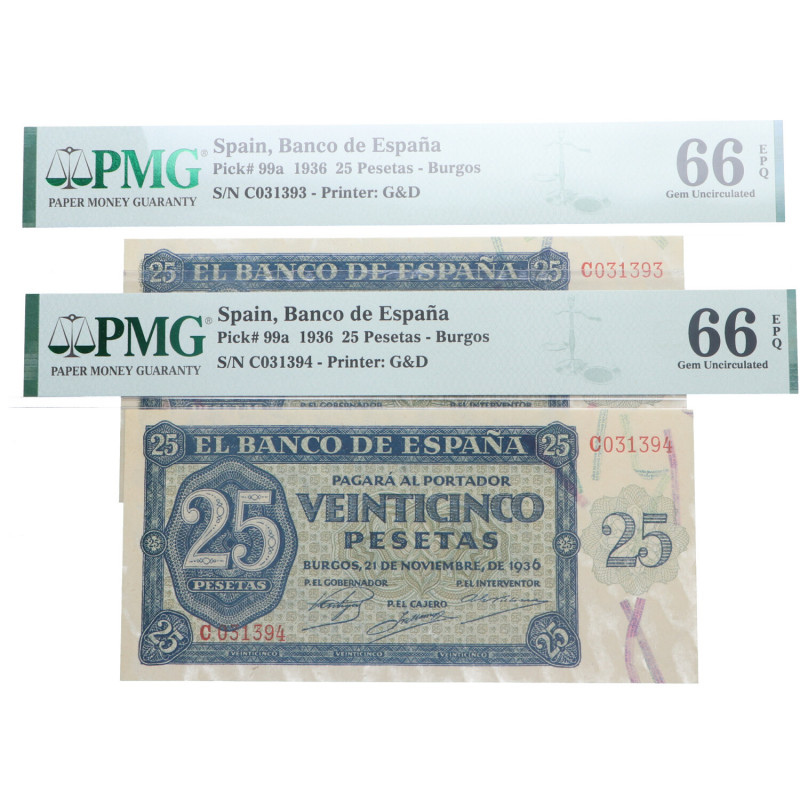 PMG®
PAPER MONEY GUARANTY
Spain, Banco de España
Pick# 99a 1936 25 Pesetas - Burgos
S/N C031393 - Printer: G&D
66 EPQ
Gem Uncirculated
25 EL BANCO DE ESPAÑA 25 C031393
PMG®
PAPER MONEY GUARANTY
Spain, Banco de España
Pick# 99a 1936 25 Pesetas - Burgos
S/N C031394 - Printer: G&D
66 EPQ
Gem Uncirculated
P.EL GOBERNADOR P.EL INTERVENTOR
25 EL BANCO DE ESPAÑA 25 C031394
PAGARÁ AL PORTADOR
25 VEINTICINCO
PESETAS 25
BURGOS, 21 DE NOVIEMBRE, DE 1936
PESETAS P.EL GOBERNADOR P.EL INTERVENTOR
P.EL CAJERO
C 031394
25 25
VEINTICINCO VEINTICINCO VEINTICINCO